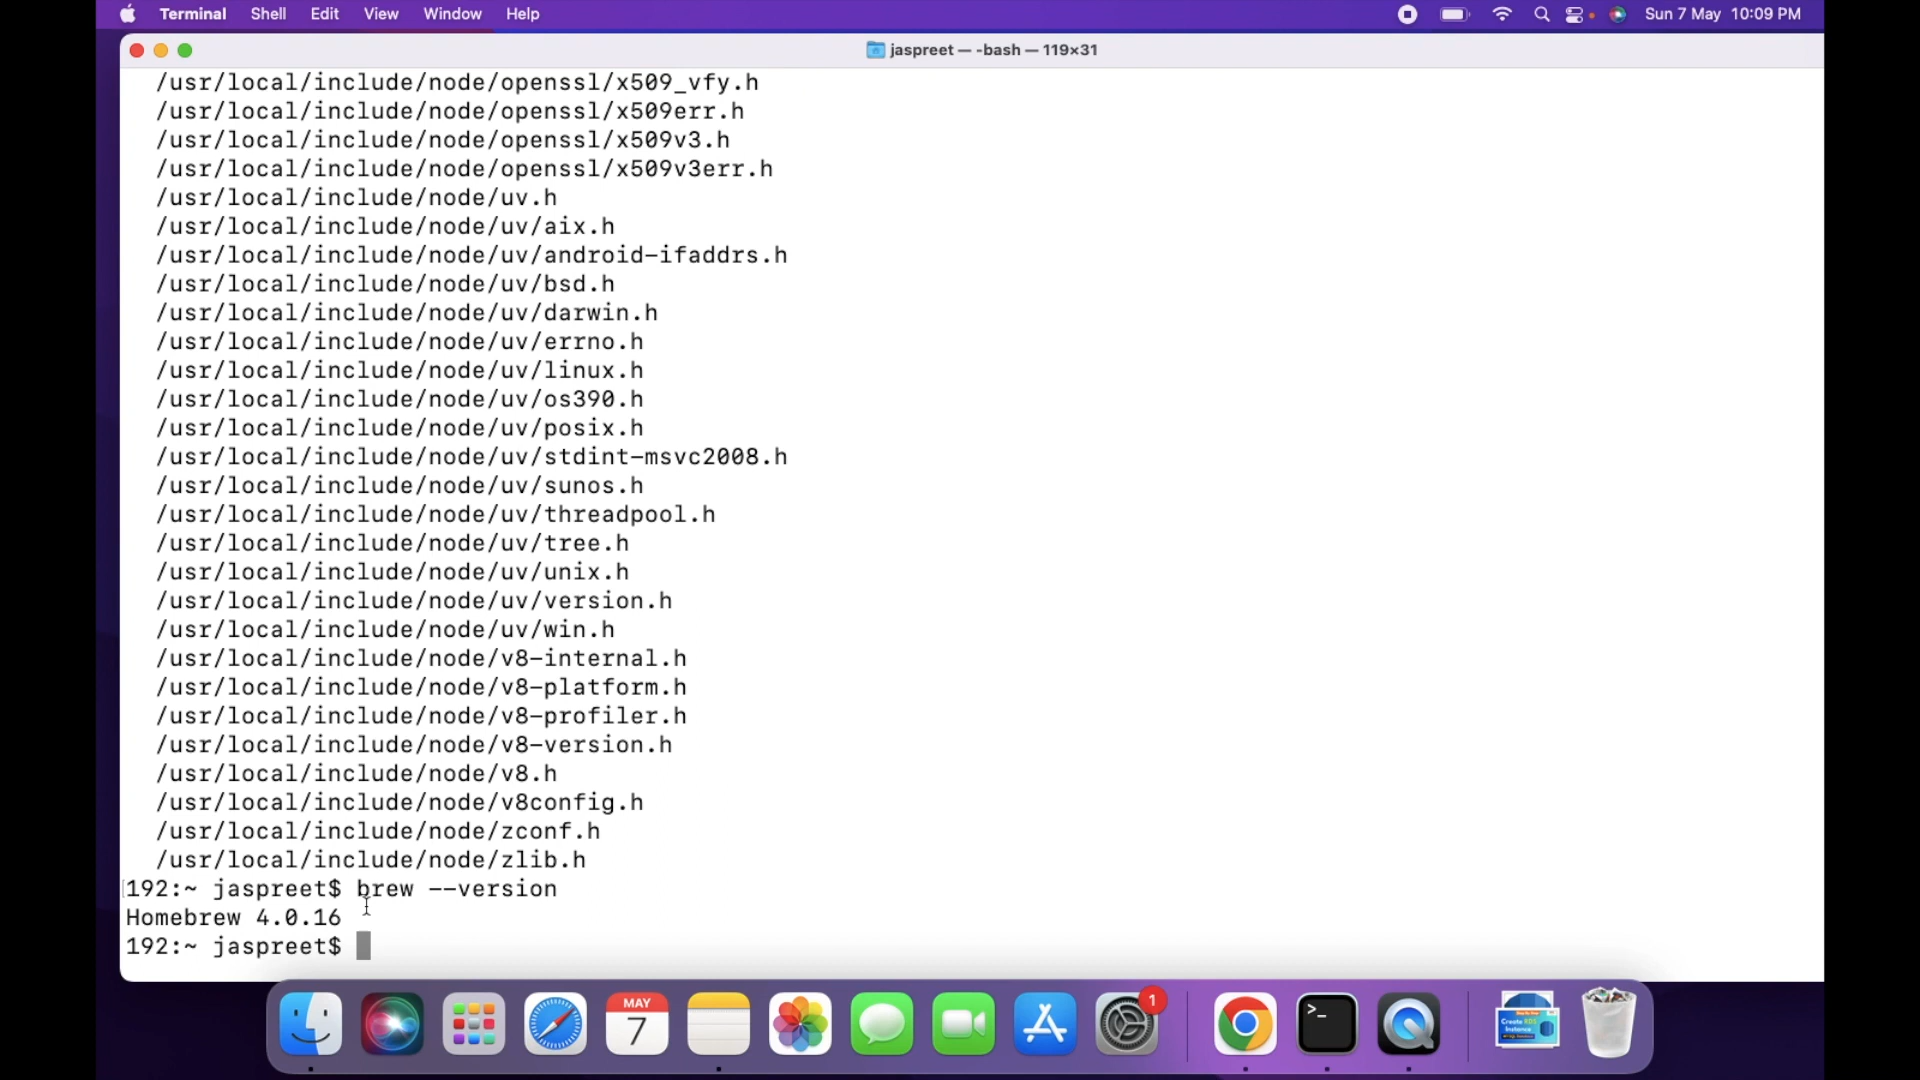 Terminal Shell Edit View Window Help Sun 7 May 10:09 PM
jaspreet — -bash — 119×31
/usr/local/include/node/openssl/x509_vfy.h
/usr/local/include/node/openssl/x509err.h
/usr/local/include/node/openssl/x509v3.h
/usr/local/include/node/openssl/x509v3err.h
/usr/local/include/node/uv.h
/usr/local/include/node/uv/aix.h
/usr/local/include/node/uv/android-ifaddrs.h
/usr/local/include/node/uv/bsd.h
/usr/local/include/node/uv/darwin.h
/usr/local/include/node/uv/errno.h
/usr/local/include/node/uv/linux.h
/usr/local/include/node/uv/os390.h
/usr/local/include/node/uv/posix.h
/usr/local/include/node/uv/stdint-msvc2008.h
/usr/local/include/node/uv/sunos.h
/usr/local/include/node/uv/threadpool.h
/usr/local/include/node/uv/tree.h
/usr/local/include/node/uv/unix.h
/usr/local/include/node/uv/version.h
/usr/local/include/node/uv/win.h
/usr/local/include/node/v8-internal.h
/usr/local/include/node/v8-platform.h
/usr/local/include/node/v8-profiler.h
/usr/local/include/node/v8-version.h
/usr/local/include/node/v8.h
/usr/local/include/node/v8config.h
/usr/local/include/node/zconf.h
/usr/local/include/node/zlib.h
[192:~ jaspreet$ brew --version
Homebrew 4.0.16
192:~ jaspreet$
MAY
7
1
>_
Create RDS
Instance